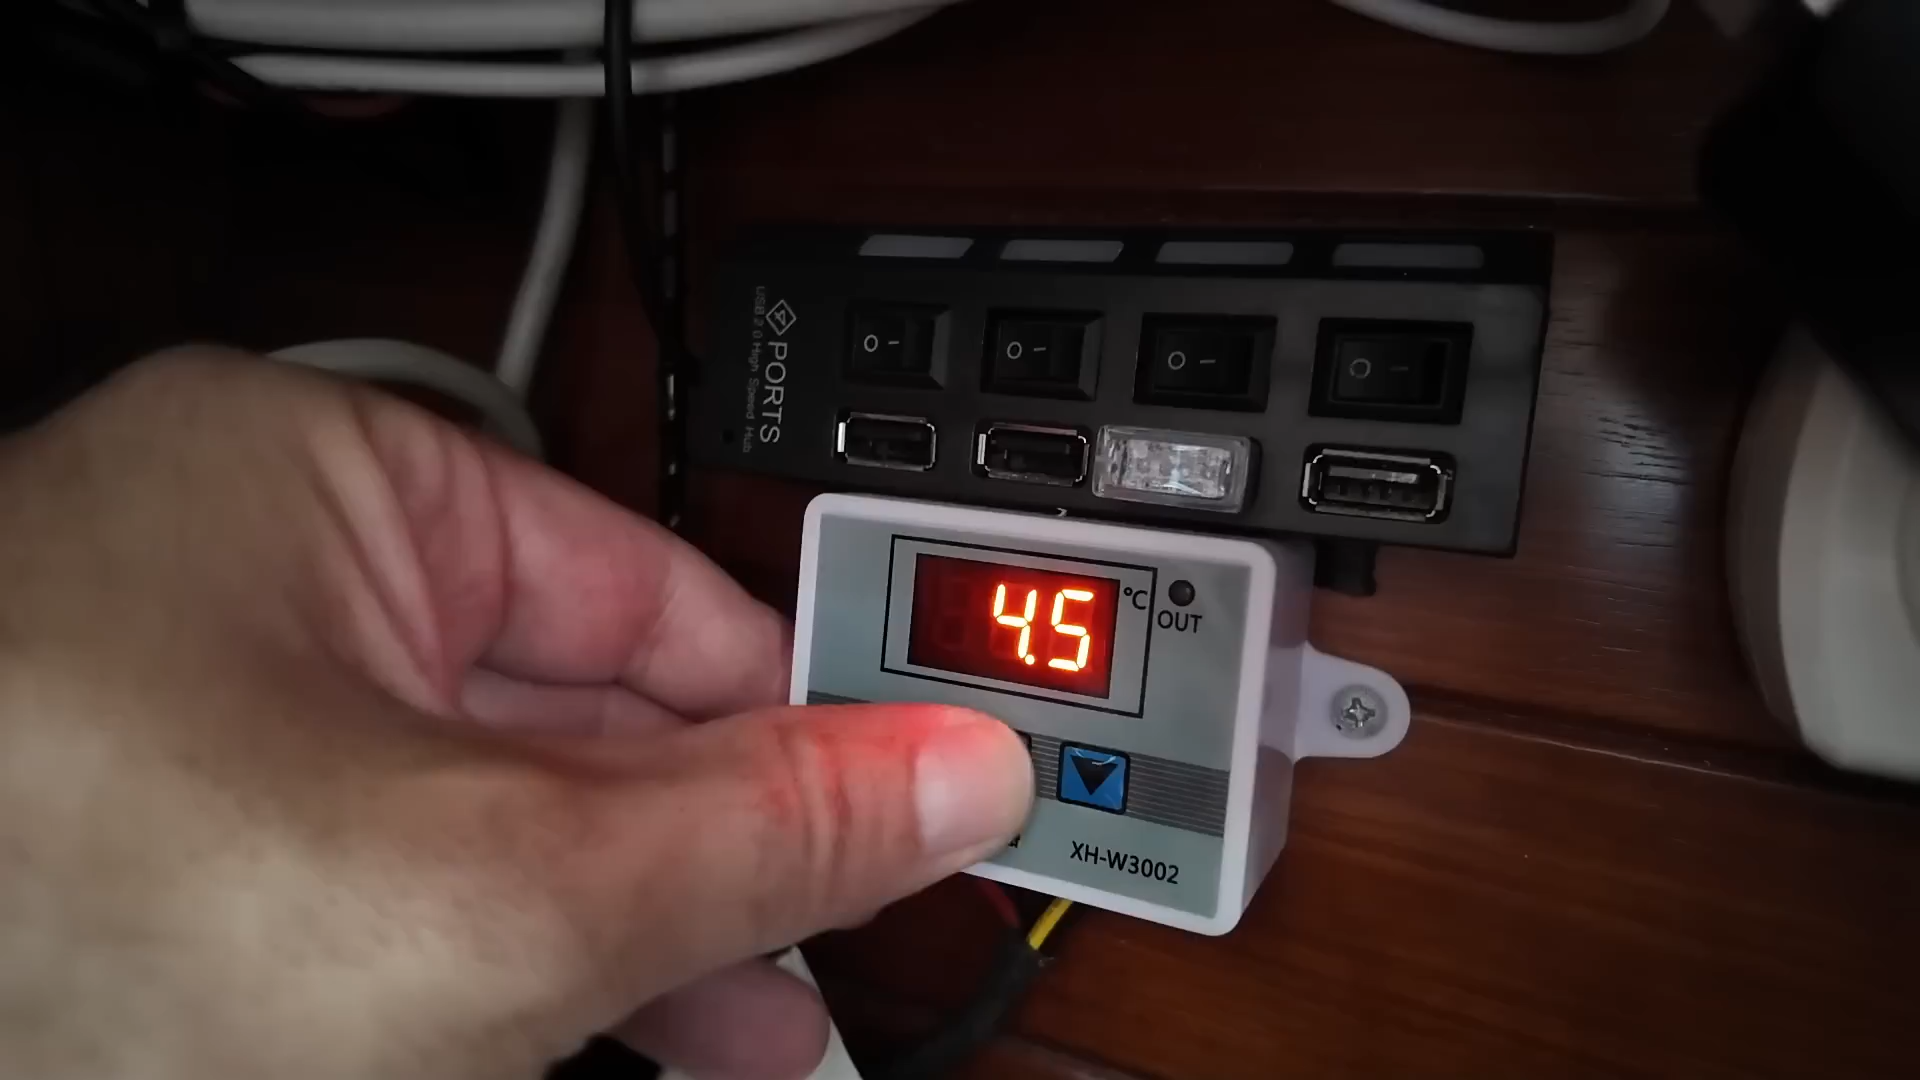 4 PORTS
USB 2.0 High Speed Hub
4.5
°C
OUT
XH-W3002